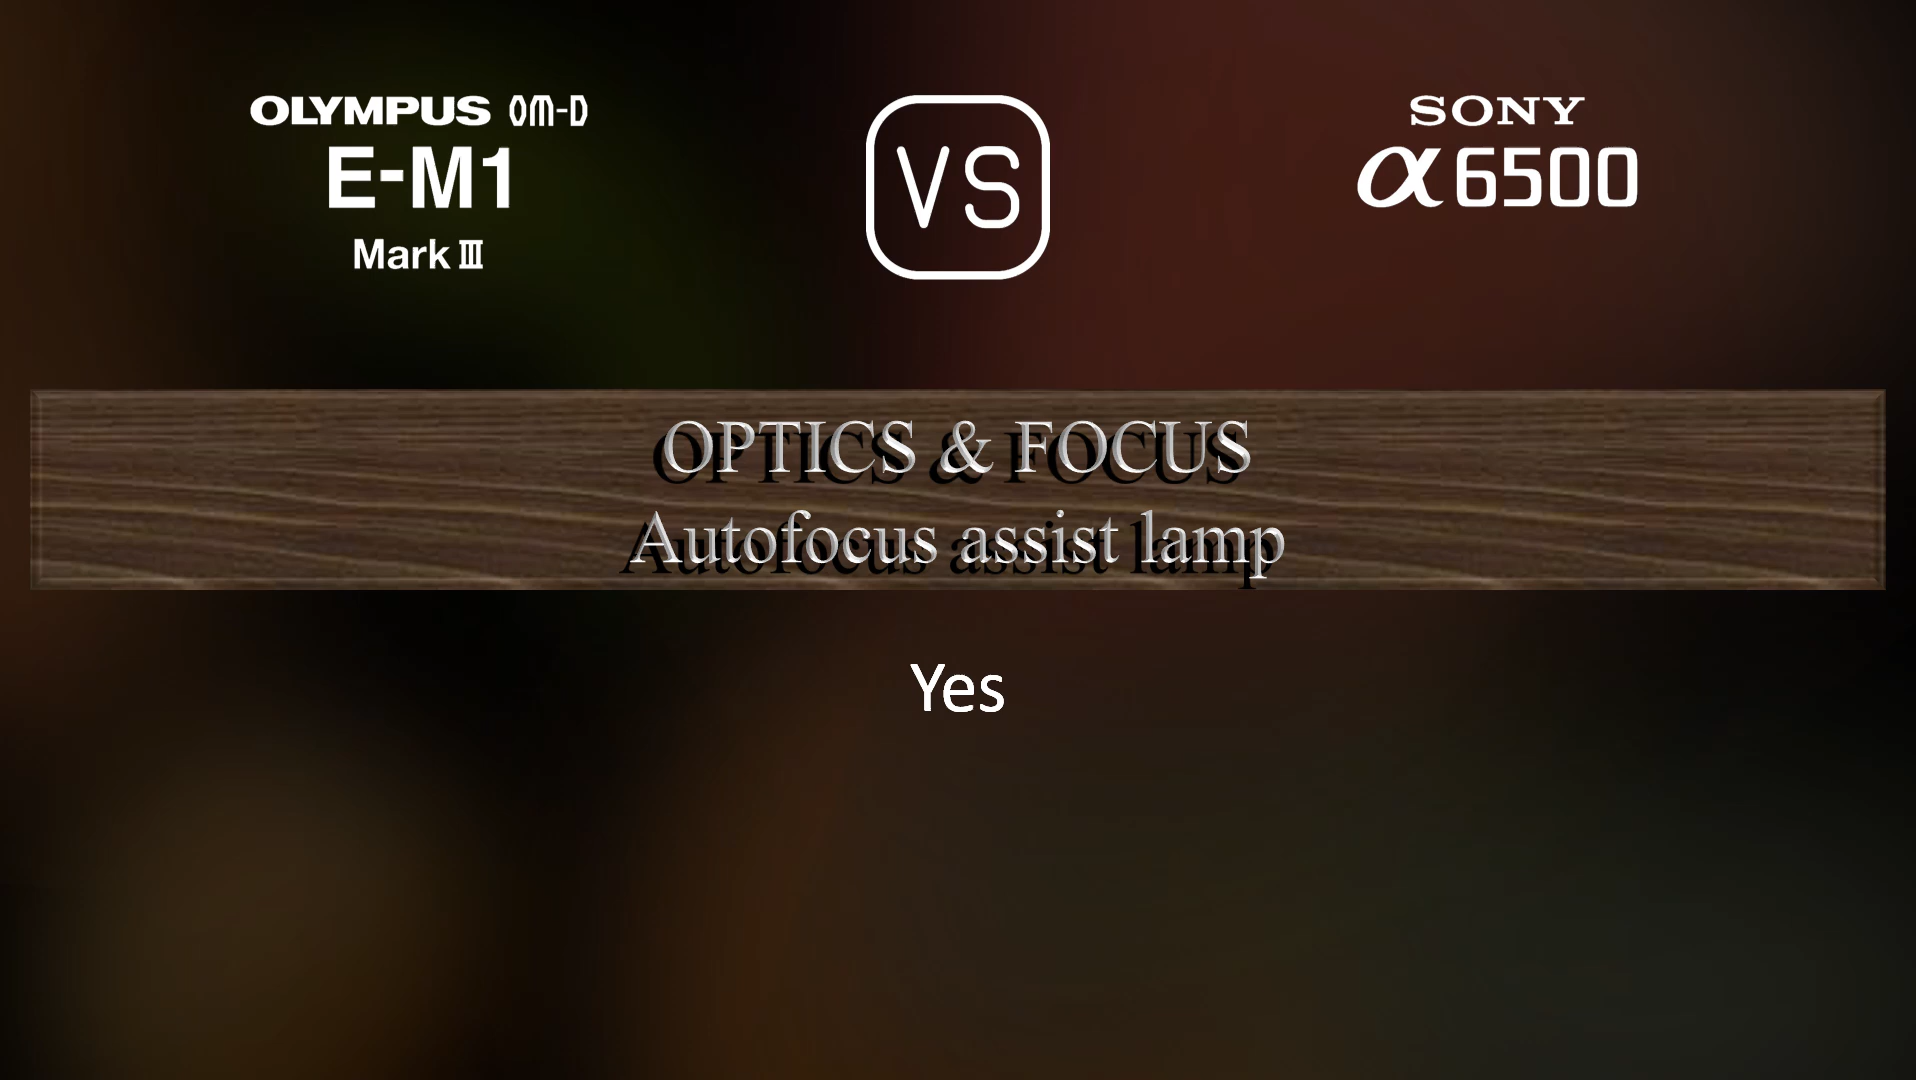 OLYMPUS OM-D
E-M1
Mark III
VS
SONY
α6500
OPTICS & FOCUS
Autofocus assist lamp
Yes